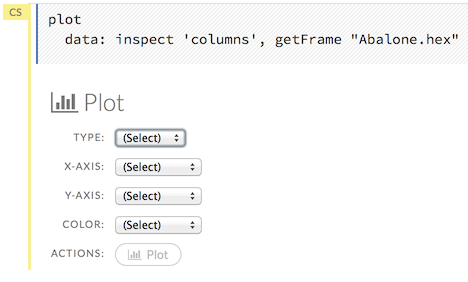 CS
plot
data: inspect 'columns', getFrame "Abalone.hex"
Plot
TYPE: (Select)
X-AXIS: (Select)
Y-AXIS: (Select)
COLOR: (Select)
ACTIONS: Plot